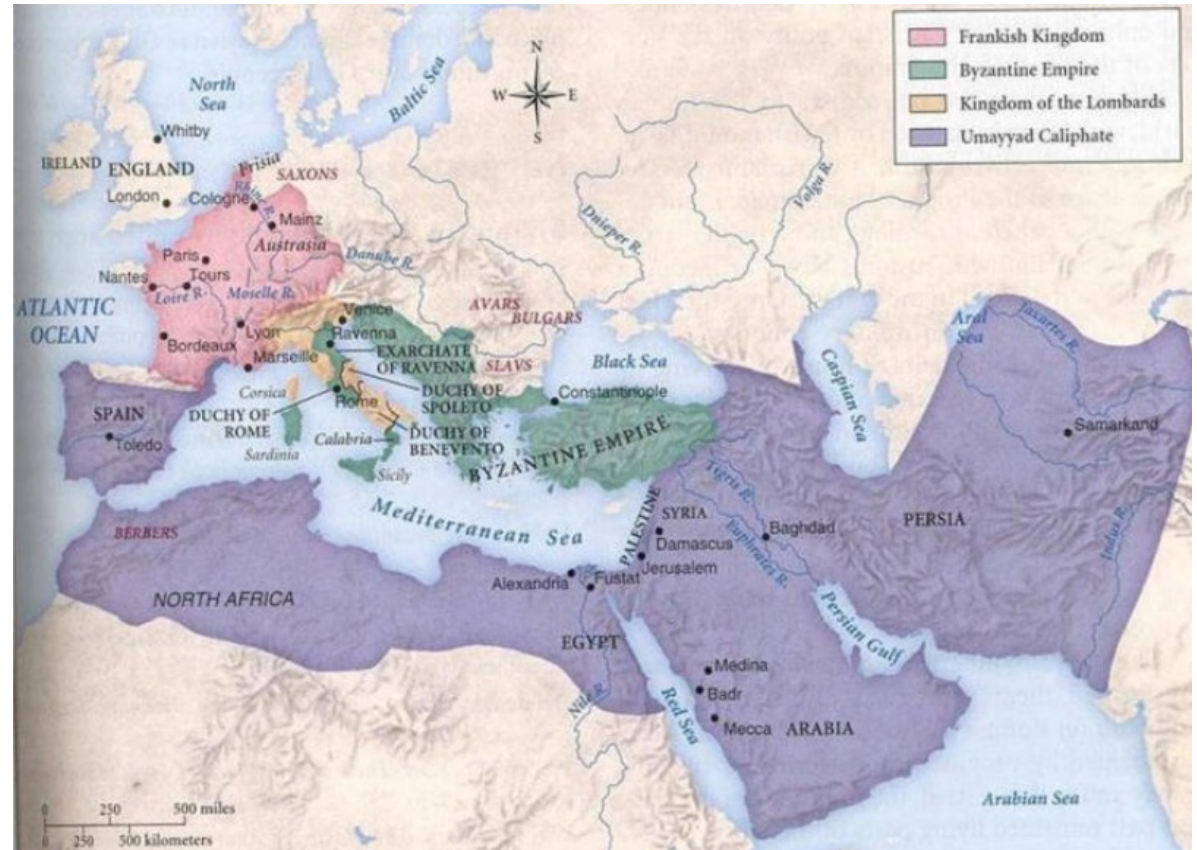 Frankish Kingdom
Byzantine Empire
Kingdom of the Lombards
Umayyad Caliphate
N
W
E
S
North
Sea
Baltic Sea
Whitby
IRELAND
ENGLAND
Frisia
SAXONS
London
Cologne
Rhine R.
Mainz
Austrasia
Volga R.
Dnieper R.
Paris
Danube R.
Nantes
Tours
Loire R.
Moselle R.
ATLANTIC
OCEAN
AVARS
BULGARS
Venice
Lyon
Ravenna
Bordeaux
Marseille
EXARCHATE
OF RAVENNA
SLAVS
Black Sea
Caspian Sea
Aral
Sea
Jaxartes R.
Corsica
DUCHY OF
SPOLETO
Constantinople
SPAIN
Toledo
DUCHY OF
ROME
Rome
Sardinia
Calabria
DUCHY OF
BENEVENTO
BYZANTINE EMPIRE
Samarkand
Sicily
Mediterranean Sea
Tigris R.
Euphrates R.
SYRIA
PALESTINE
Damascus
Baghdad
PERSIA
Indus R.
BERBERS
Jerusalem
Alexandria
Fustat
NORTH AFRICA
EGYPT
Persian Gulf
Medina
Badr
Mecca
ARABIA
Nile R.
Red Sea
Arabian Sea
0
250
500 miles
0
250
500 kilometers